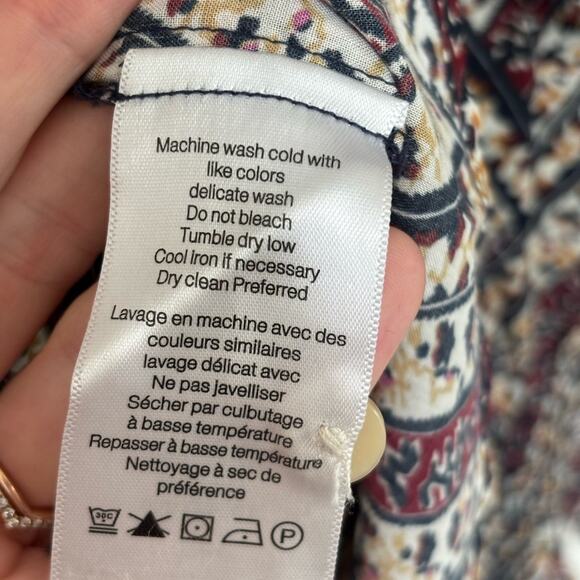 Machine wash cold with
like colors
delicate wash
Do not bleach
Tumble dry low
Cool iron if necessary
Dry clean Preferred
Lavage en machine avec des
couleurs similaires
lavage délicat avec
Ne pas javelliser
Sécher par culbutage
à basse température
Repasser à basse température
Nettoyage à sec de
préférence
30C P